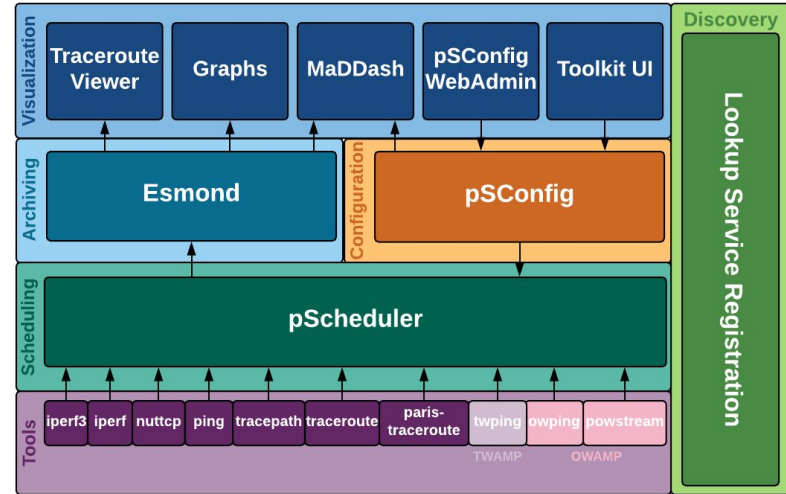 Visualization
Traceroute
Viewer
Graphs
MaDDash
pSConfig
WebAdmin
Toolkit UI
Discovery
Lookup Service Registration
Archiving
Esmond
Configuration
pSConfig
Scheduling
pScheduler
Tools
iperf3
iperf
nuttcp
ping
tracepath
traceroute
paris-
traceroute
twping
owping
powstream
TWAMP
OWAMP